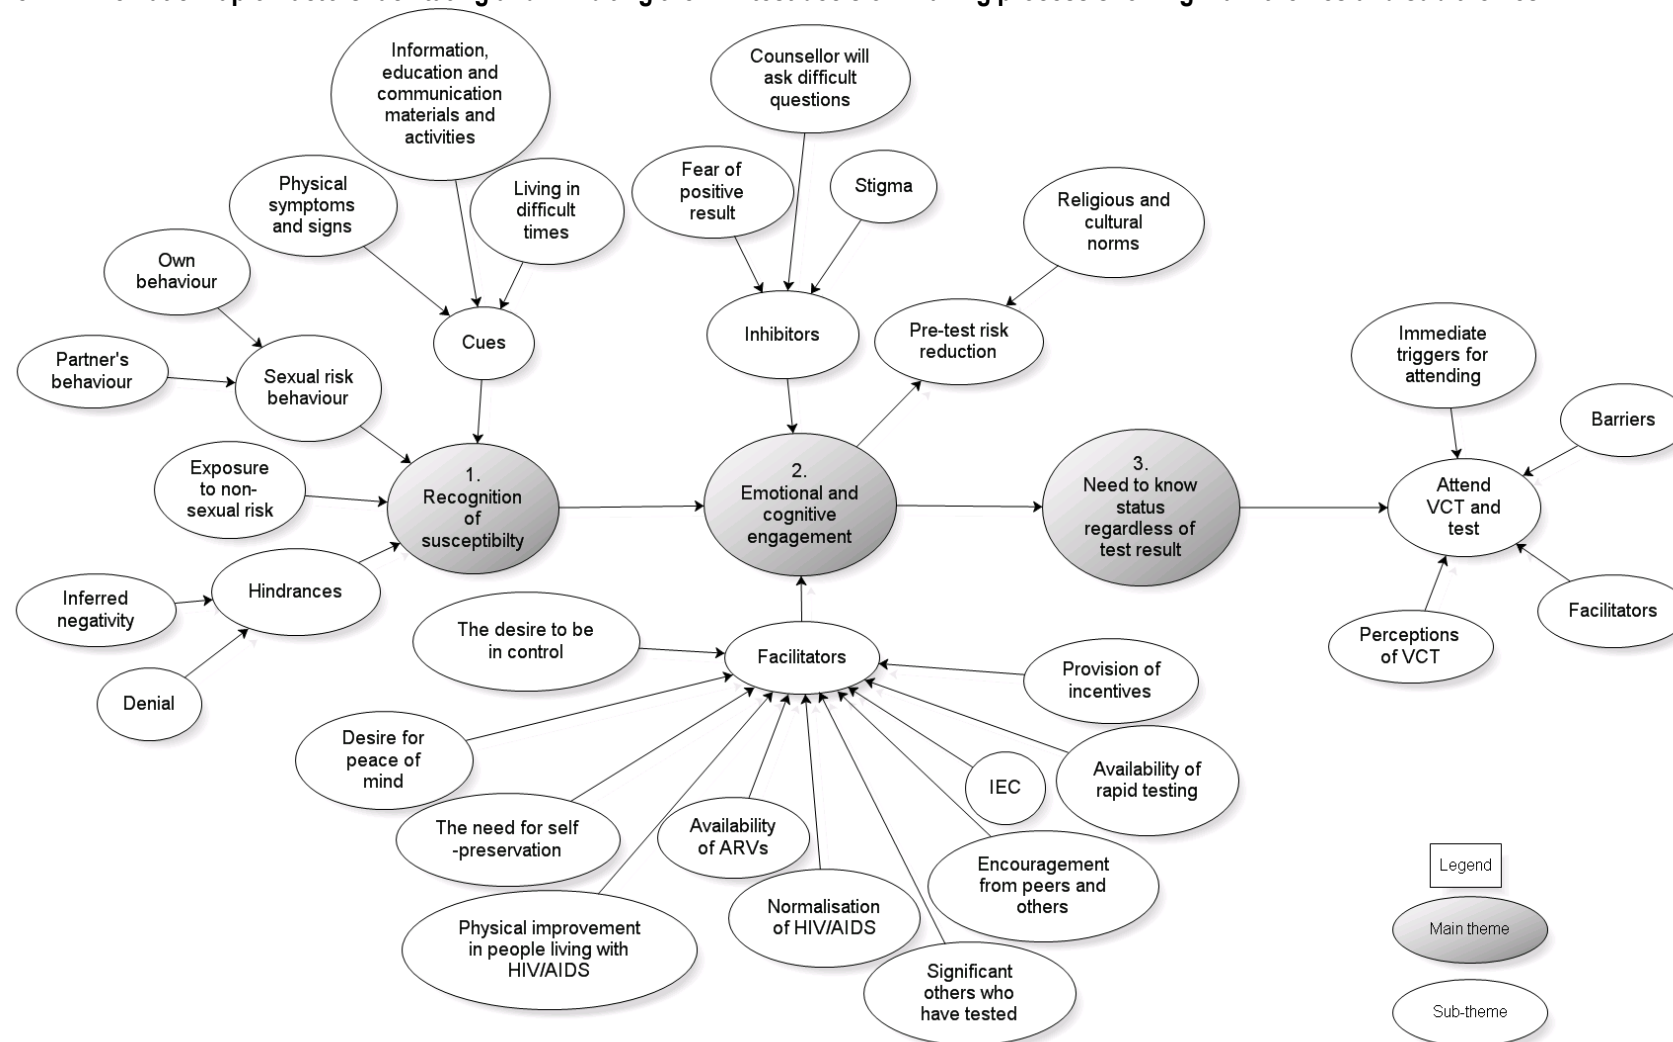 Information,
education and
communication
materials and
activities
Counsellor will
ask difficult
questions
Physical
symptoms
and signs
Living in
difficult
times
Fear of
positive
result
Stigma
Religious and
cultural
norms
Own
behaviour
Cues
Inhibitors
Pre-test risk
reduction
Immediate
triggers for
attending
Partner's
behaviour
Sexual risk
behaviour
Barriers
Exposure
to non-
sexual risk
1.
Recognition
of
susceptibilty
2.
Emotional and
cognitive
engagement
3.
Need to know
status
regardless of
test result
Attend
VCT and
test
Inferred
negativity
Hindrances
Denial
The desire to be
in control
Facilitators
Provision of
incentives
Perceptions
of VCT
Facilitators
Desire for
peace of
mind
The need for self
-preservation
Availability
of ARVs
IEC
Availability of
rapid testing
Physical improvement
in people living with
HIV/AIDS
Normalisation
of HIV/AIDS
Encouragement
from peers and
others
Significant
others who
have tested
Legend
Main theme
Sub-theme